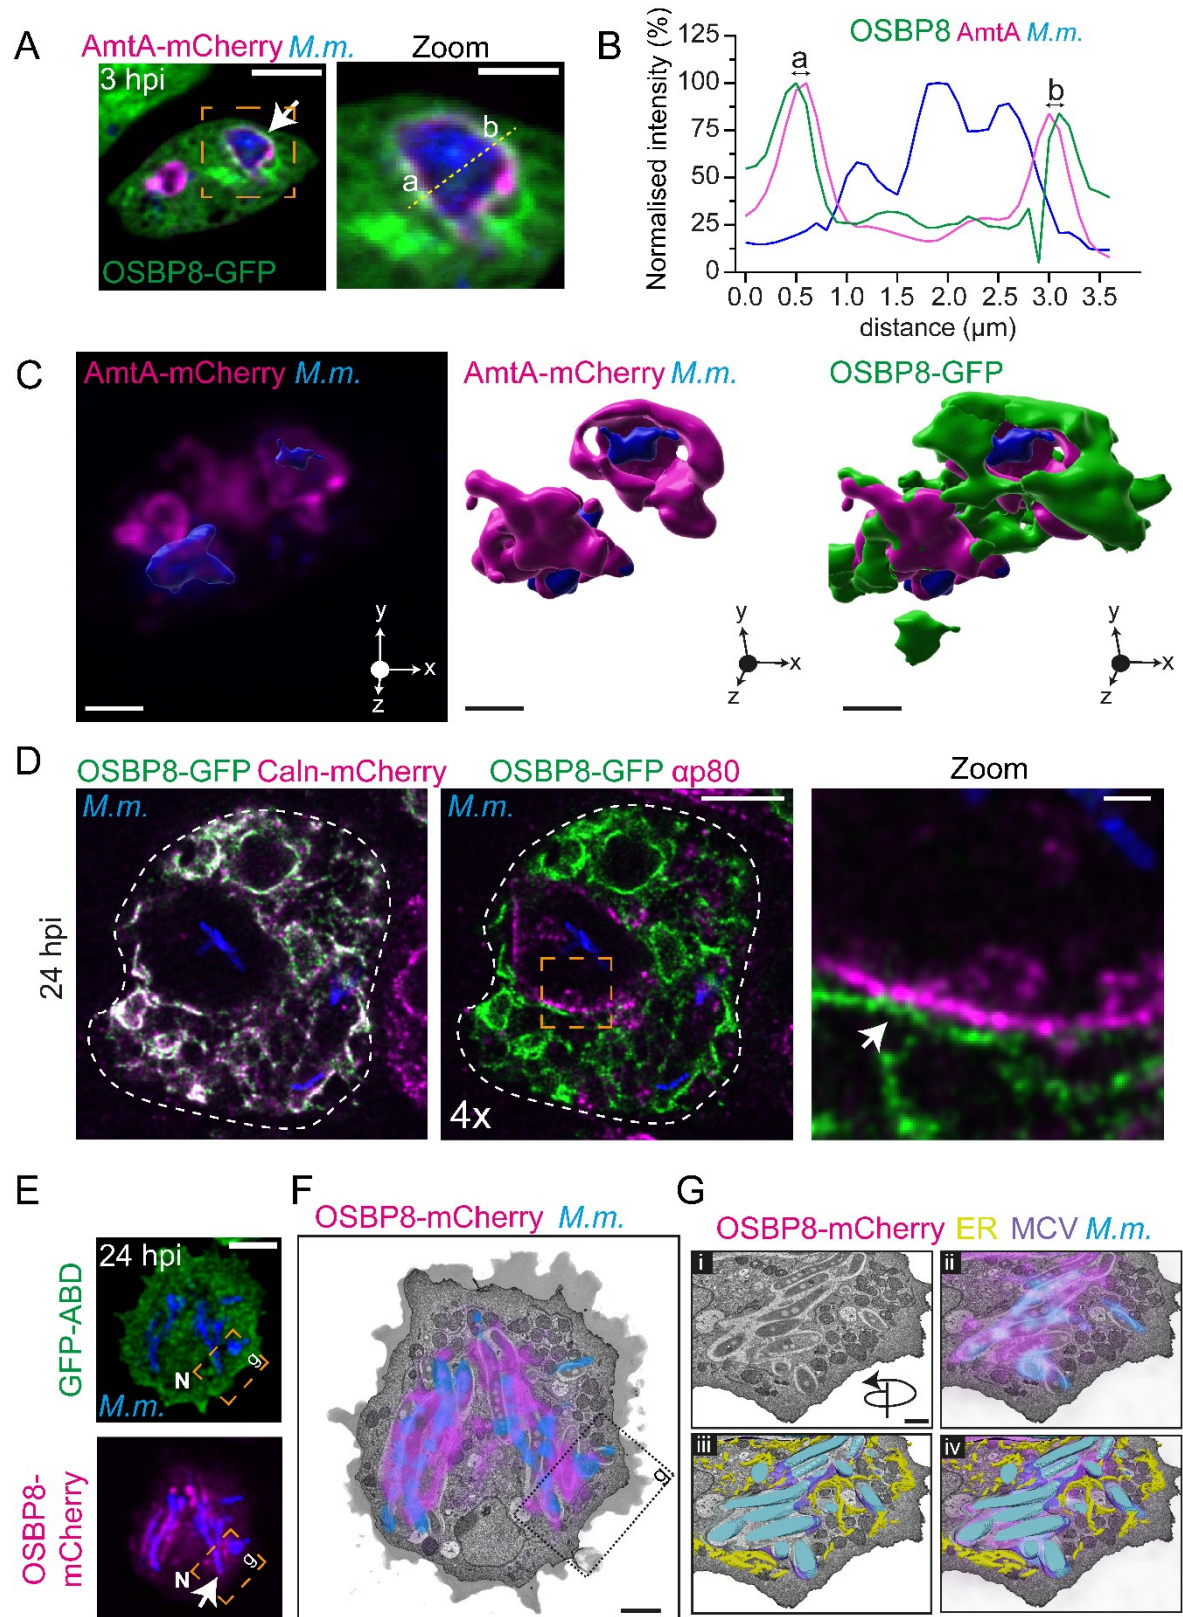 A
AmtA-mCherry M.m.
Zoom
3 hpi
OSBP8-GFP
a
b
B
OSBP8 AmtA M.m.
Normalised intensity (%)
125
100
75
50
25
0
a
b
0.0 0.5 1.0 1.5 2.0 2.5 3.0 3.5
distance (µm)
C
AmtA-mCherry M.m.
y
x
z
AmtA-mCherry M.m.
y
x
z
OSBP8-GFP
y
x
z
D
OSBP8-GFP Caln-mCherry
OSBP8-GFP αp80
Zoom
24 hpi
M.m.
M.m.
4x
E
GFP-ABD
24 hpi
g
N
M.m.
OSBP8-
mCherry
g
N
F
OSBP8-mCherry M.m.
g
G
OSBP8-mCherry ER MCV M.m.
i
ii
iii
iv